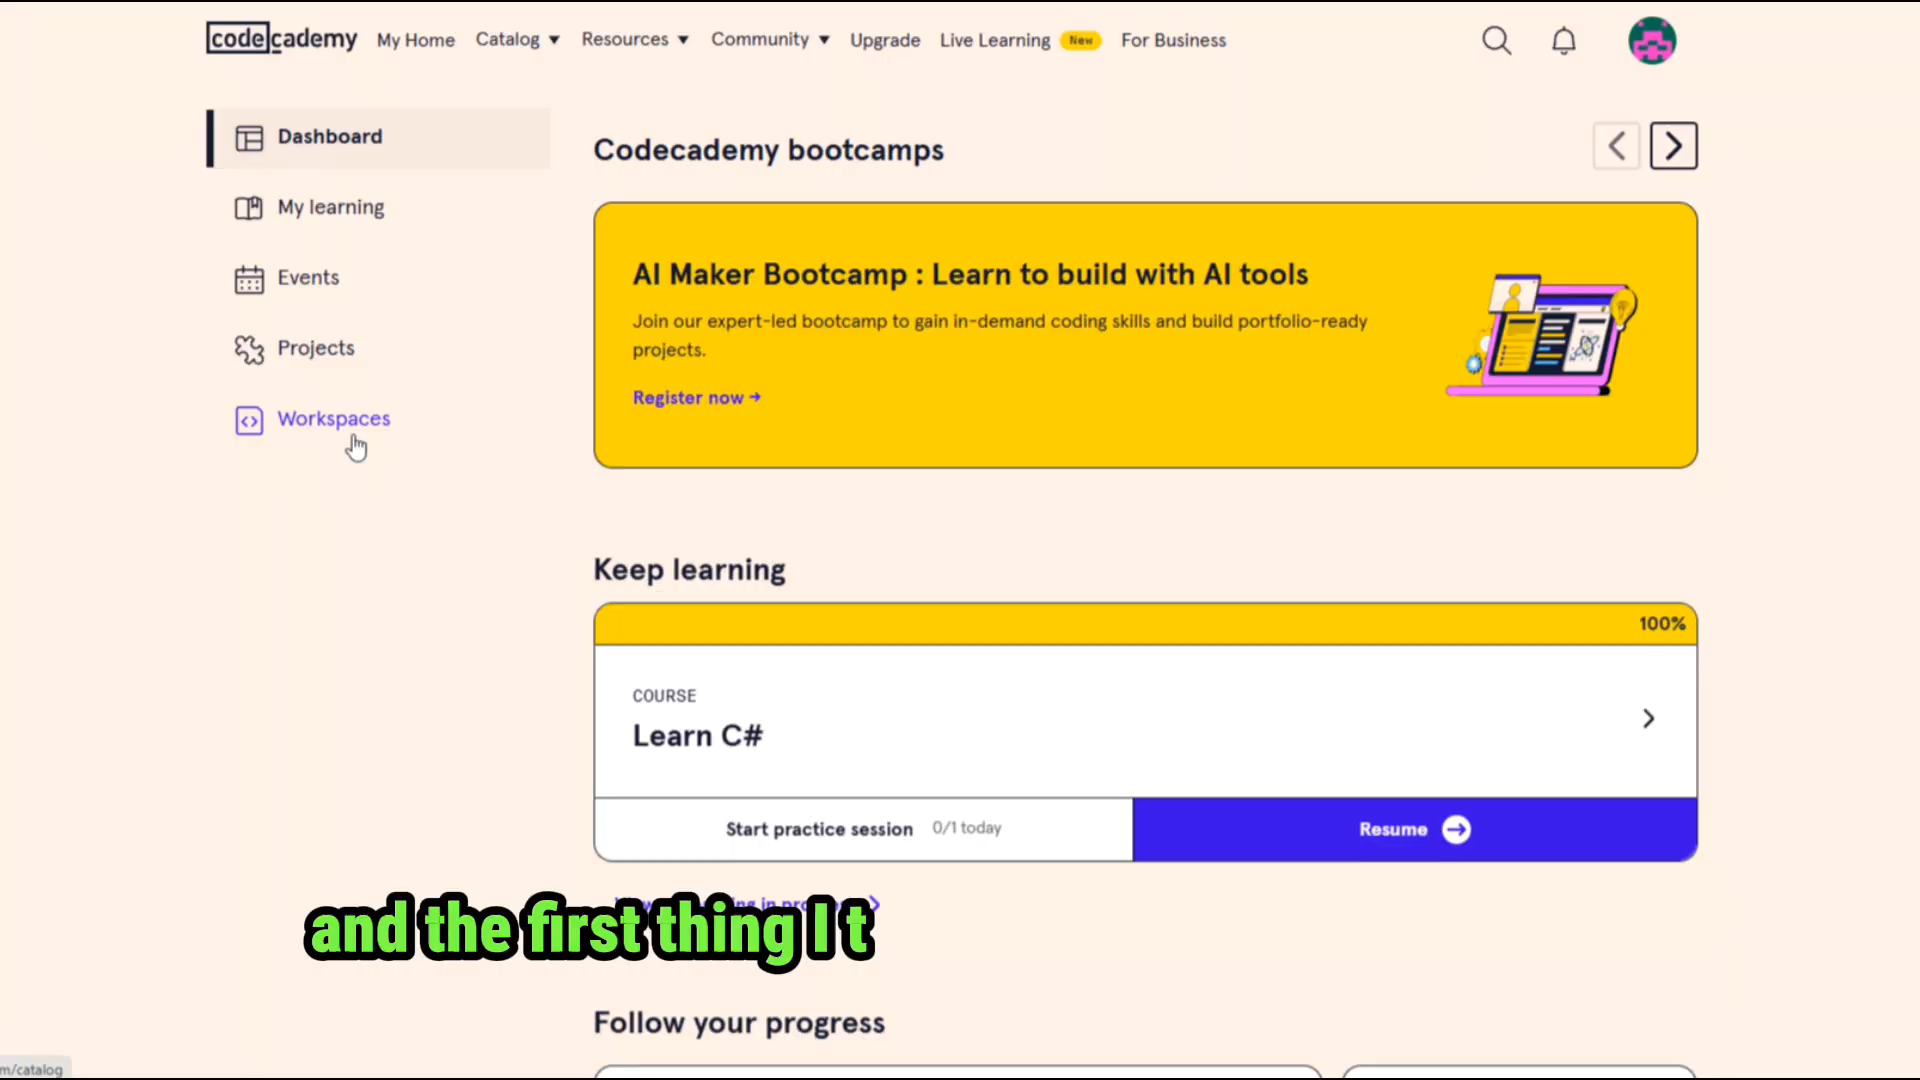 codecademy My Home Catalog Resources Community Upgrade Live Learning New For Business
Dashboard
My learning
Events
Projects
Workspaces
Codecademy bootcamps
AI Maker Bootcamp : Learn to build with AI tools
Join our expert-led bootcamp to gain in-demand coding skills and build portfolio-ready
projects.
Register now →
Keep learning
100%
COURSE
Learn C#
Start practice session 0/1 today
Resume
and the first thing I t
Follow your progress
m/catalog